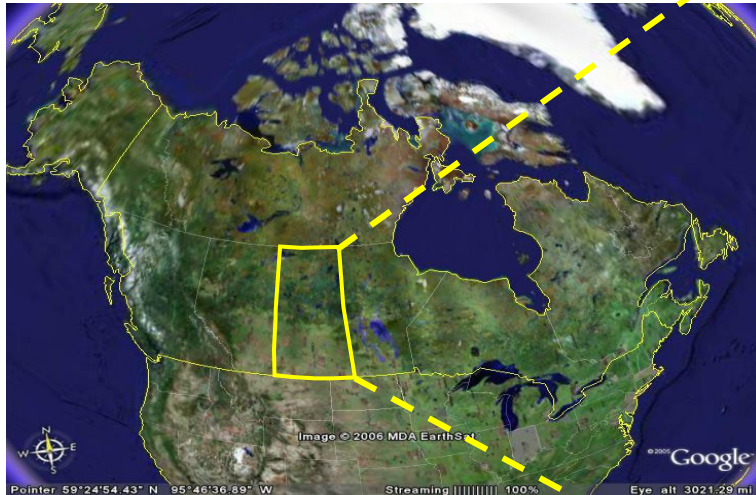 Image © 2006 MDA EarthSat
N
W E
S
©2005 Google
Pointer 59°24'54.43" N 95°46'36.89" W Streaming |||||||||| 100% Eye alt 3021.29 mi